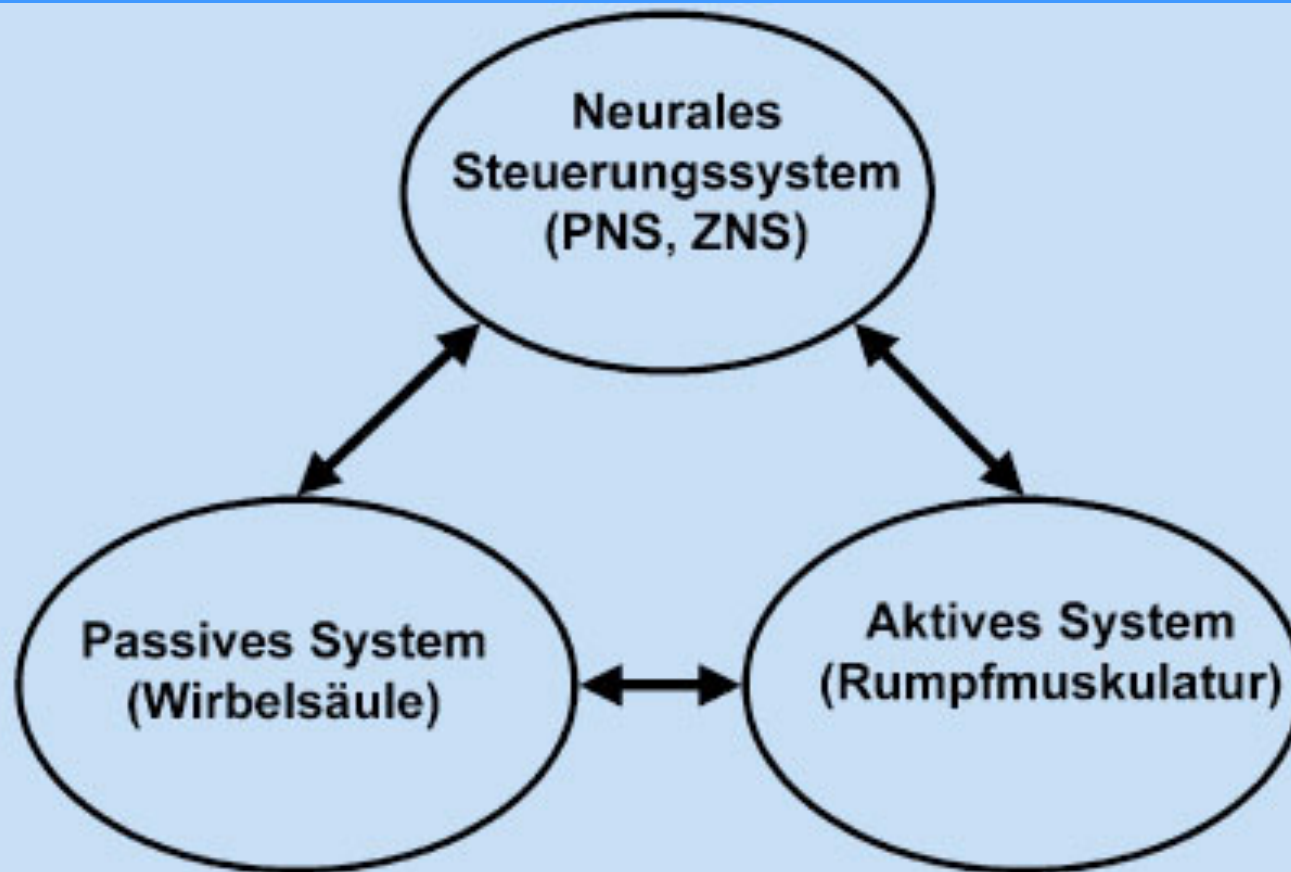 Neurales
Steuerungssystem
(PNS, ZNS)
Passives System
(Wirbelsäule)
Aktives System
(Rumpfmuskulatur)